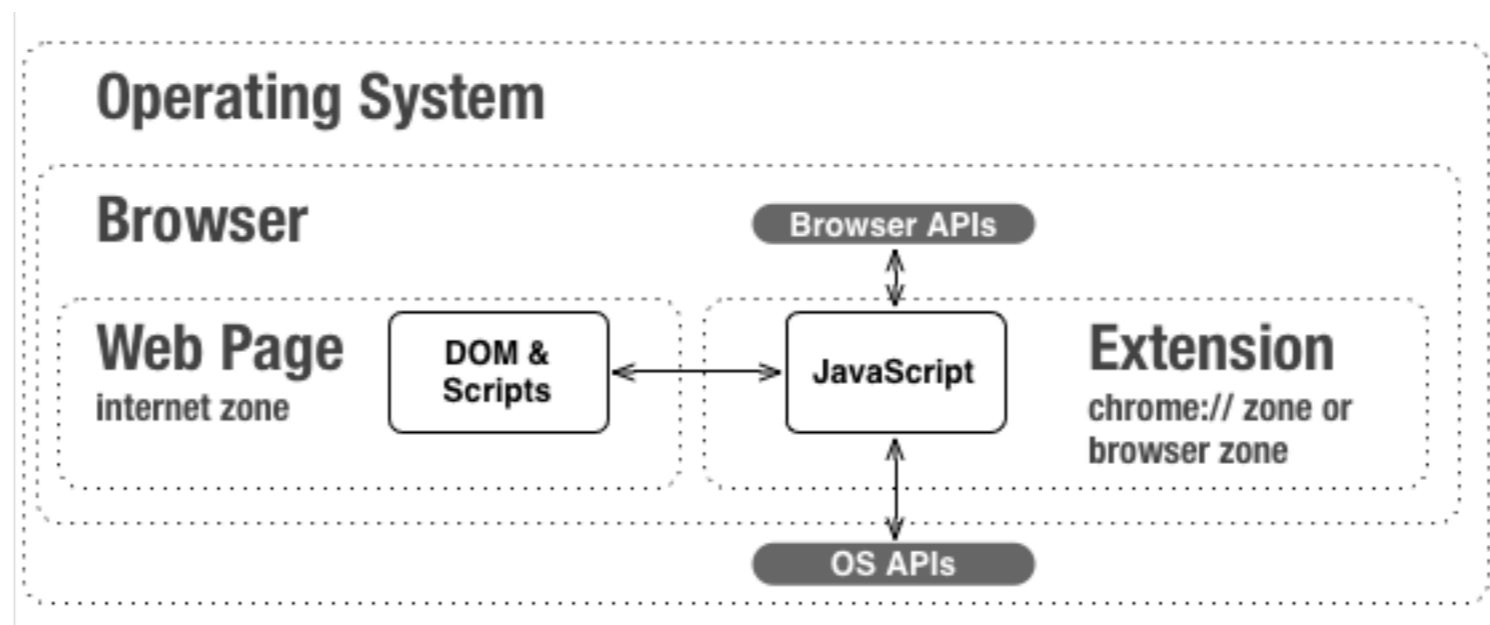 Operating System
Browser
Browser APIs
Web Page
internet zone
DOM &
Scripts
JavaScript
Extension
chrome:// zone or
browser zone
OS APIs